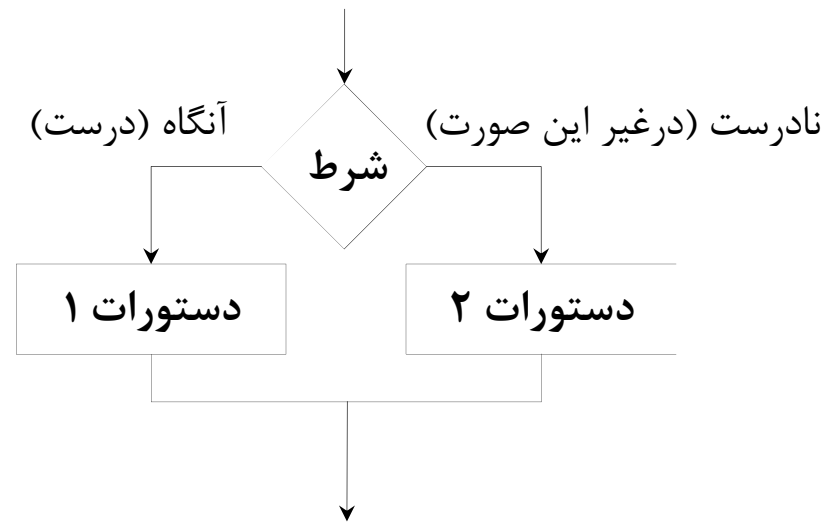 نادرست (درغیر این صورت)
آنگاه (درست)
شرط
دستورات ۲
دستورات ۱